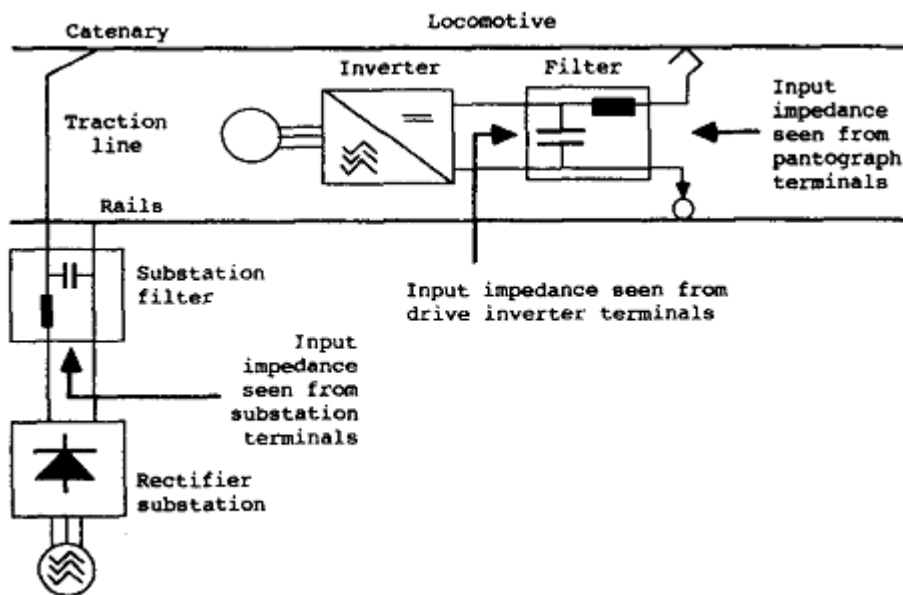 Locomotive
Catenary
Inverter
Filter
Input
impedance
seen from
pantograph
terminals
Traction
line
Rails
Substation
filter
Input impedance seen from
drive inverter terminals
Input
impedance
seen from
substation
terminals
Rectifier
substation